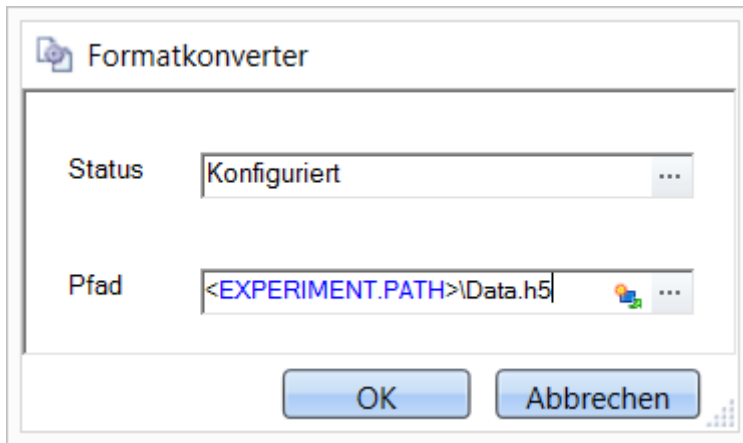 Formatkonverter
Status Konfiguriert ...
Pfad <EXPERIMENT.PATH>\Data.h5 ...
OK Abbrechen